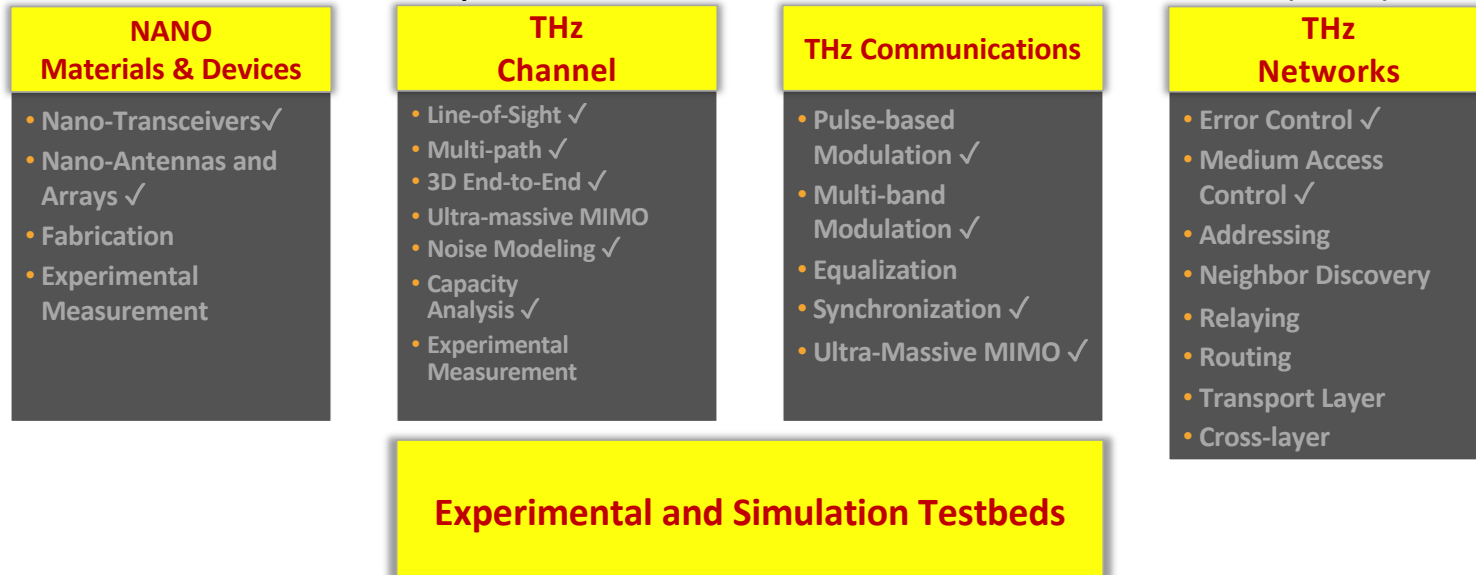 NANO
Materials & Devices
• Nano-Transceivers✓
• Nano-Antennas and
Arrays ✓
• Fabrication
• Experimental
Measurement
THz
Channel
• Line-of-Sight ✓
• Multi-path ✓
• 3D End-to-End ✓
• Ultra-massive MIMO
• Noise Modeling ✓
• Capacity
Analysis ✓
• Experimental
Measurement
THz Communications
• Pulse-based
Modulation ✓
• Multi-band
Modulation ✓
• Equalization
• Synchronization ✓
• Ultra-Massive MIMO ✓
THz
Networks
• Error Control ✓
• Medium Access
Control ✓
• Addressing
• Neighbor Discovery
• Relaying
• Routing
• Transport Layer
• Cross-layer
Experimental and Simulation Testbeds